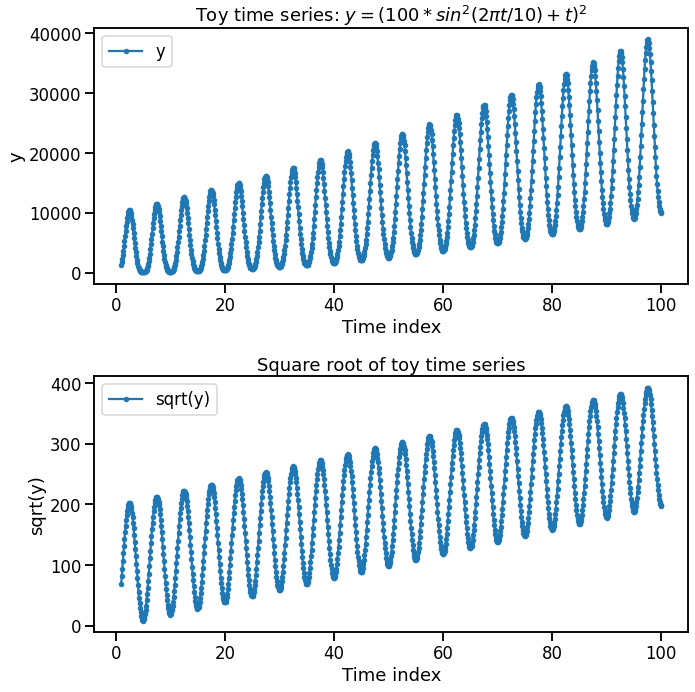 Toy time series: y = (100 * sin²(2πt/10) + t)²
y
40000
30000
20000
10000
0
y
0 20 40 60 80 100
Time index
Square root of toy time series
sqrt(y)
400
300
200
100
0
sqrt(y)
0 20 40 60 80 100
Time index